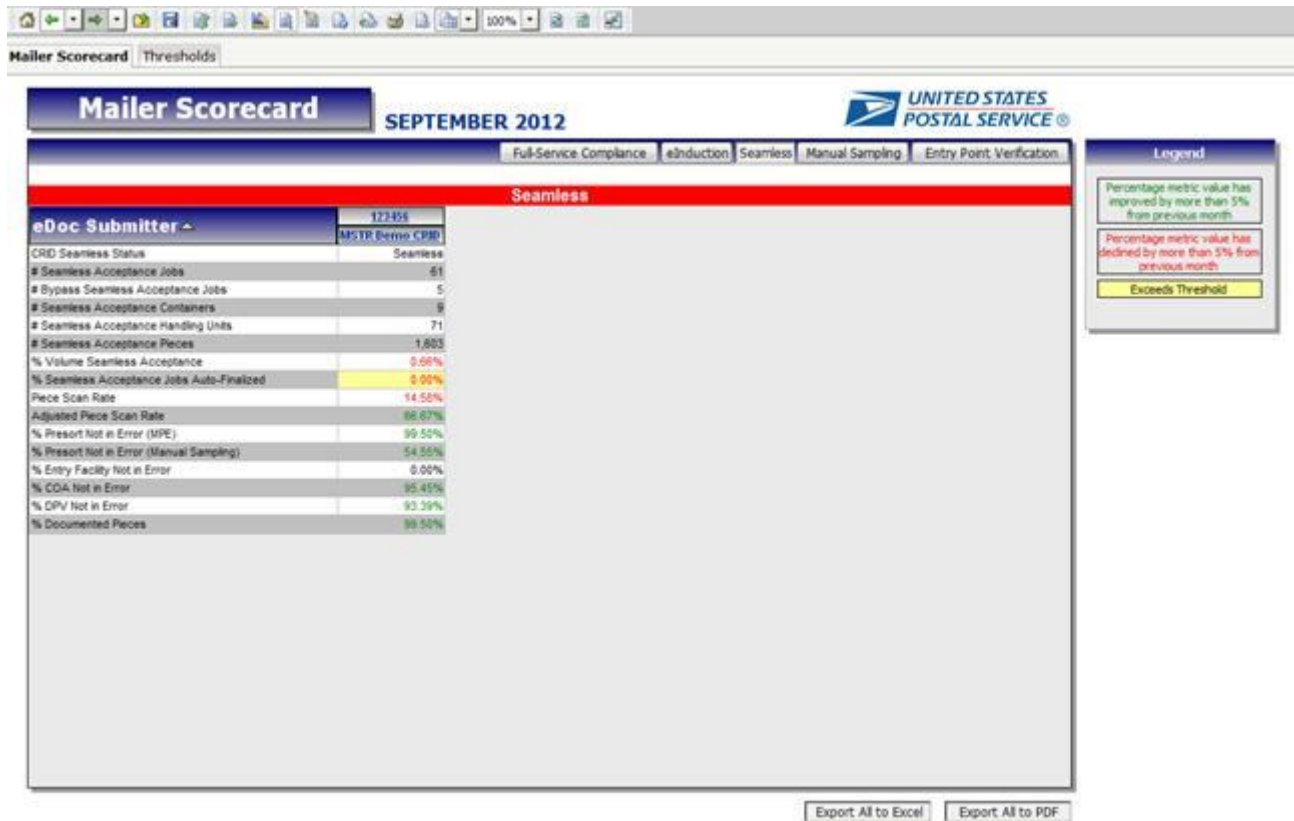 100%
Mailer Scorecard Thresholds
Mailer Scorecard
SEPTEMBER 2012
UNITED STATES
POSTAL SERVICE ®
Full-Service Compliance eInduction Seamless Manual Sampling Entry Point Verification
Seamless
eDoc Submitter
123456
MSTR Demo CRID
CRID Seamless Status Seamless
# Seamless Acceptance Jobs 61
# Bypass Seamless Acceptance Jobs 5
# Seamless Acceptance Containers 9
# Seamless Acceptance Handling Units 71
# Seamless Acceptance Pieces 1,603
% Volume Seamless Acceptance 0.66%
% Seamless Acceptance Jobs Auto-Finalized 0.00%
Piece Scan Rate 14.56%
Adjusted Piece Scan Rate 66.67%
% Presort Not in Error (MPE) 99.50%
% Presort Not in Error (Manual Sampling) 54.55%
% Entry Facility Not in Error 0.00%
% COA Not in Error 95.45%
% DPV Not in Error 93.39%
% Documented Pieces 99.50%
Legend
Percentage metric value has
improved by more than 5%
from previous month
Percentage metric value has
declined by more than 5% from
previous month
Exceeds Threshold
Export All to Excel Export All to PDF